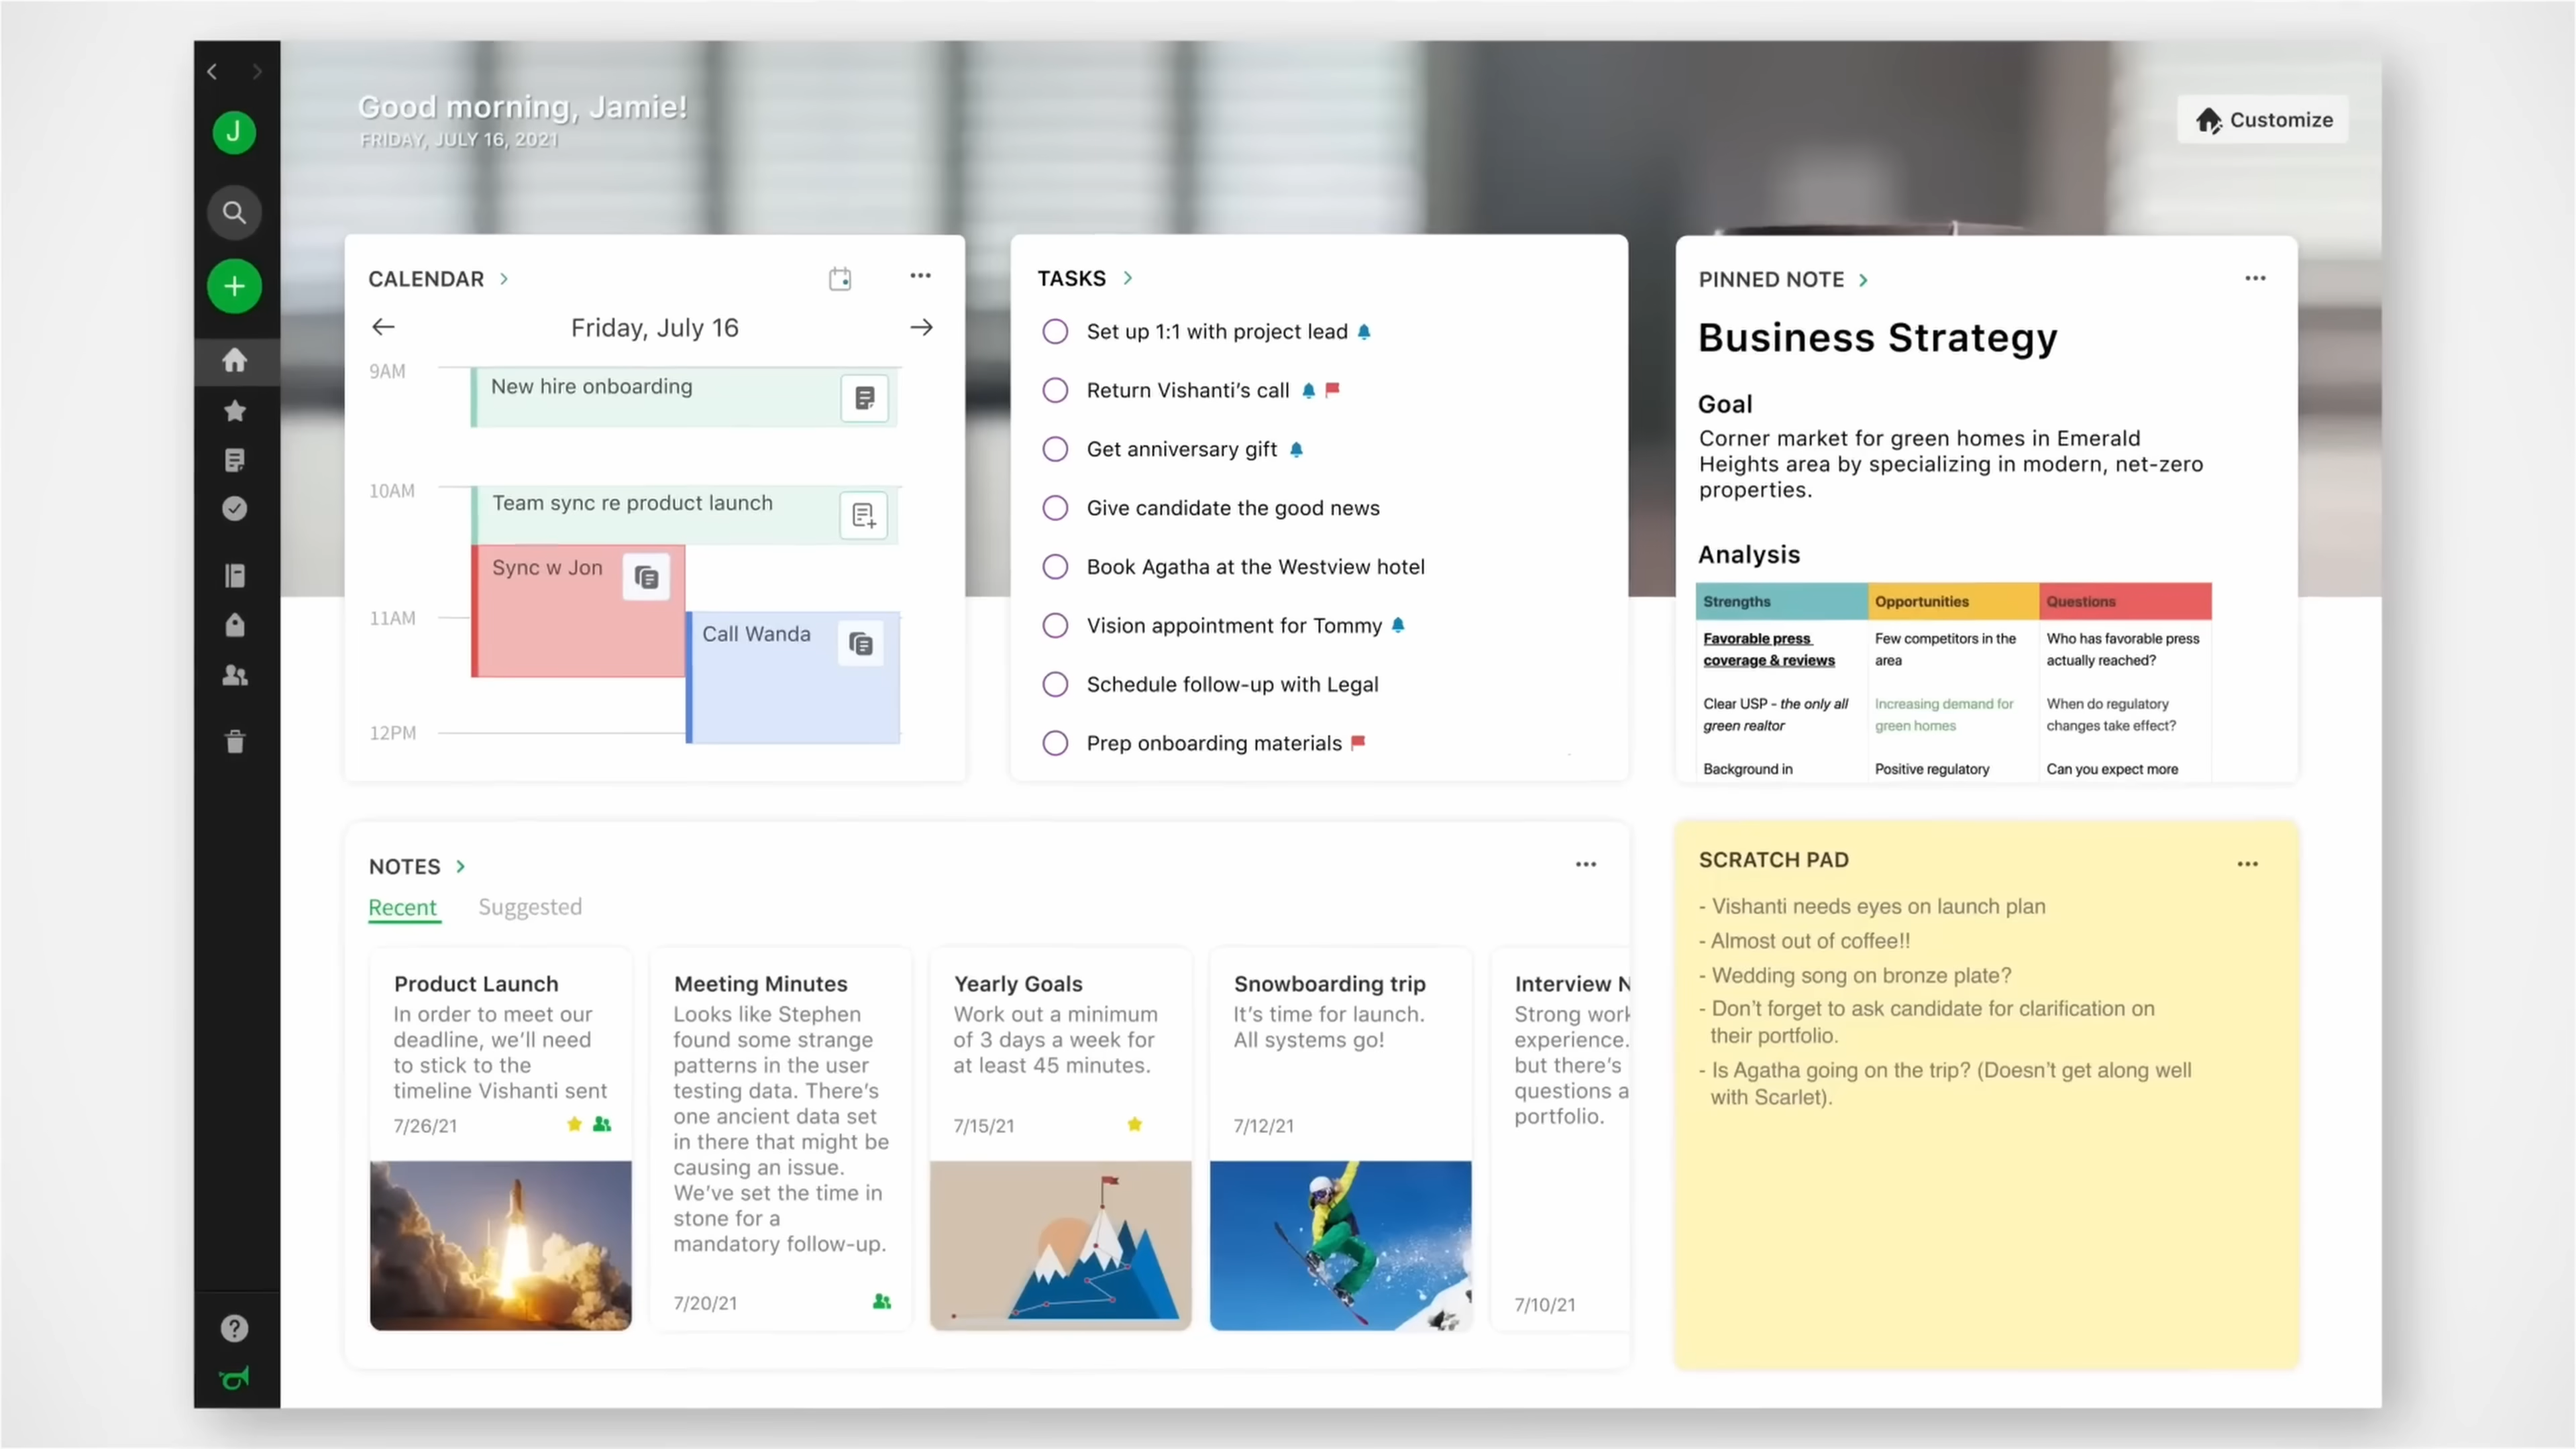 Good morning, Jamie!
FRIDAY, JULY 16, 2021
Customize
J
CALENDAR
Friday, July 16
9AM
New hire onboarding
10AM
Team sync re product launch
Sync w Jon
11AM
Call Wanda
12PM
TASKS
Set up 1:1 with project lead
Return Vishanti’s call
Get anniversary gift
Give candidate the good news
Book Agatha at the Westview hotel
Vision appointment for Tommy
Schedule follow-up with Legal
Prep onboarding materials
PINNED NOTE
Business Strategy
Goal
Corner market for green homes in Emerald
Heights area by specializing in modern, net-zero
properties.
Analysis
Strengths
Opportunities
Questions
Favorable press
coverage & reviews
Few competitors in the
area
Who has favorable press
actually reached?
Clear USP - the only all
green realtor
Increasing demand for
green homes
When do regulatory
changes take effect?
Background in
Positive regulatory
Can you expect more
NOTES
Recent
Suggested
Product Launch
In order to meet our
deadline, we’ll need
to stick to the
timeline Vishanti sent
7/26/21
Meeting Minutes
Looks like Stephen
found some strange
patterns in the user
testing data. There’s
one ancient data set
in there that might be
causing an issue.
We’ve set the time in
stone for a
mandatory follow-up.
7/20/21
Yearly Goals
Work out a minimum
of 3 days a week for
at least 45 minutes.
7/15/21
Snowboarding trip
It’s time for launch.
All systems go!
7/12/21
Interview N
Strong work
experience.
but there’s
questions a
portfolio.
7/10/21
SCRATCH PAD
- Vishanti needs eyes on launch plan
- Almost out of coffee!!
- Wedding song on bronze plate?
- Don’t forget to ask candidate for clarification on
their portfolio.
- Is Agatha going on the trip? (Doesn’t get along well
with Scarlet).